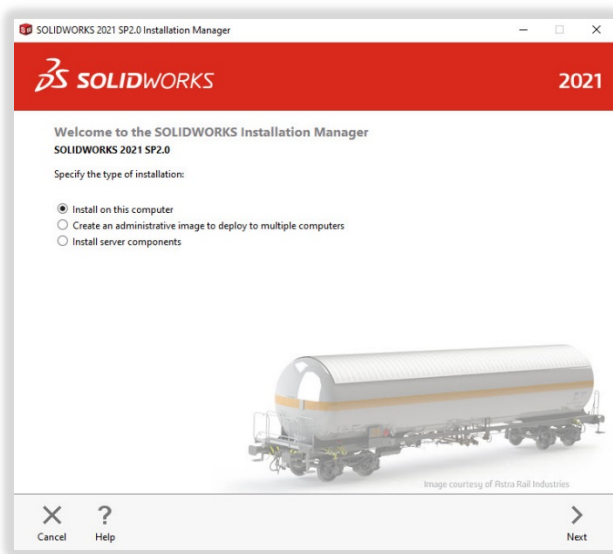 SOLIDWORKS 2021 SP2.0 Installation Manager
SOLIDWORKS 2021
Welcome to the SOLIDWORKS Installation Manager
SOLIDWORKS 2021 SP2.0
Specify the type of installation:
Install on this computer
Create an administrative image to deploy to multiple computers
Install server components
Image courtesy of Astra Rail Industries
Cancel Help Next